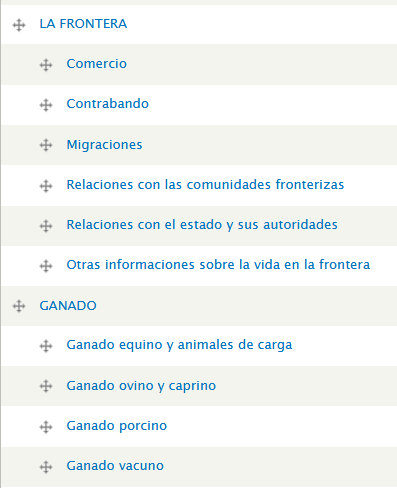 LA FRONTERA
Comercio
Contrabando
Migraciones
Relaciones con las comunidades fronterizas
Relaciones con el estado y sus autoridades
Otras informaciones sobre la vida en la frontera
GANADO
Ganado equino y animales de carga
Ganado ovino y caprino
Ganado porcino
Ganado vacuno